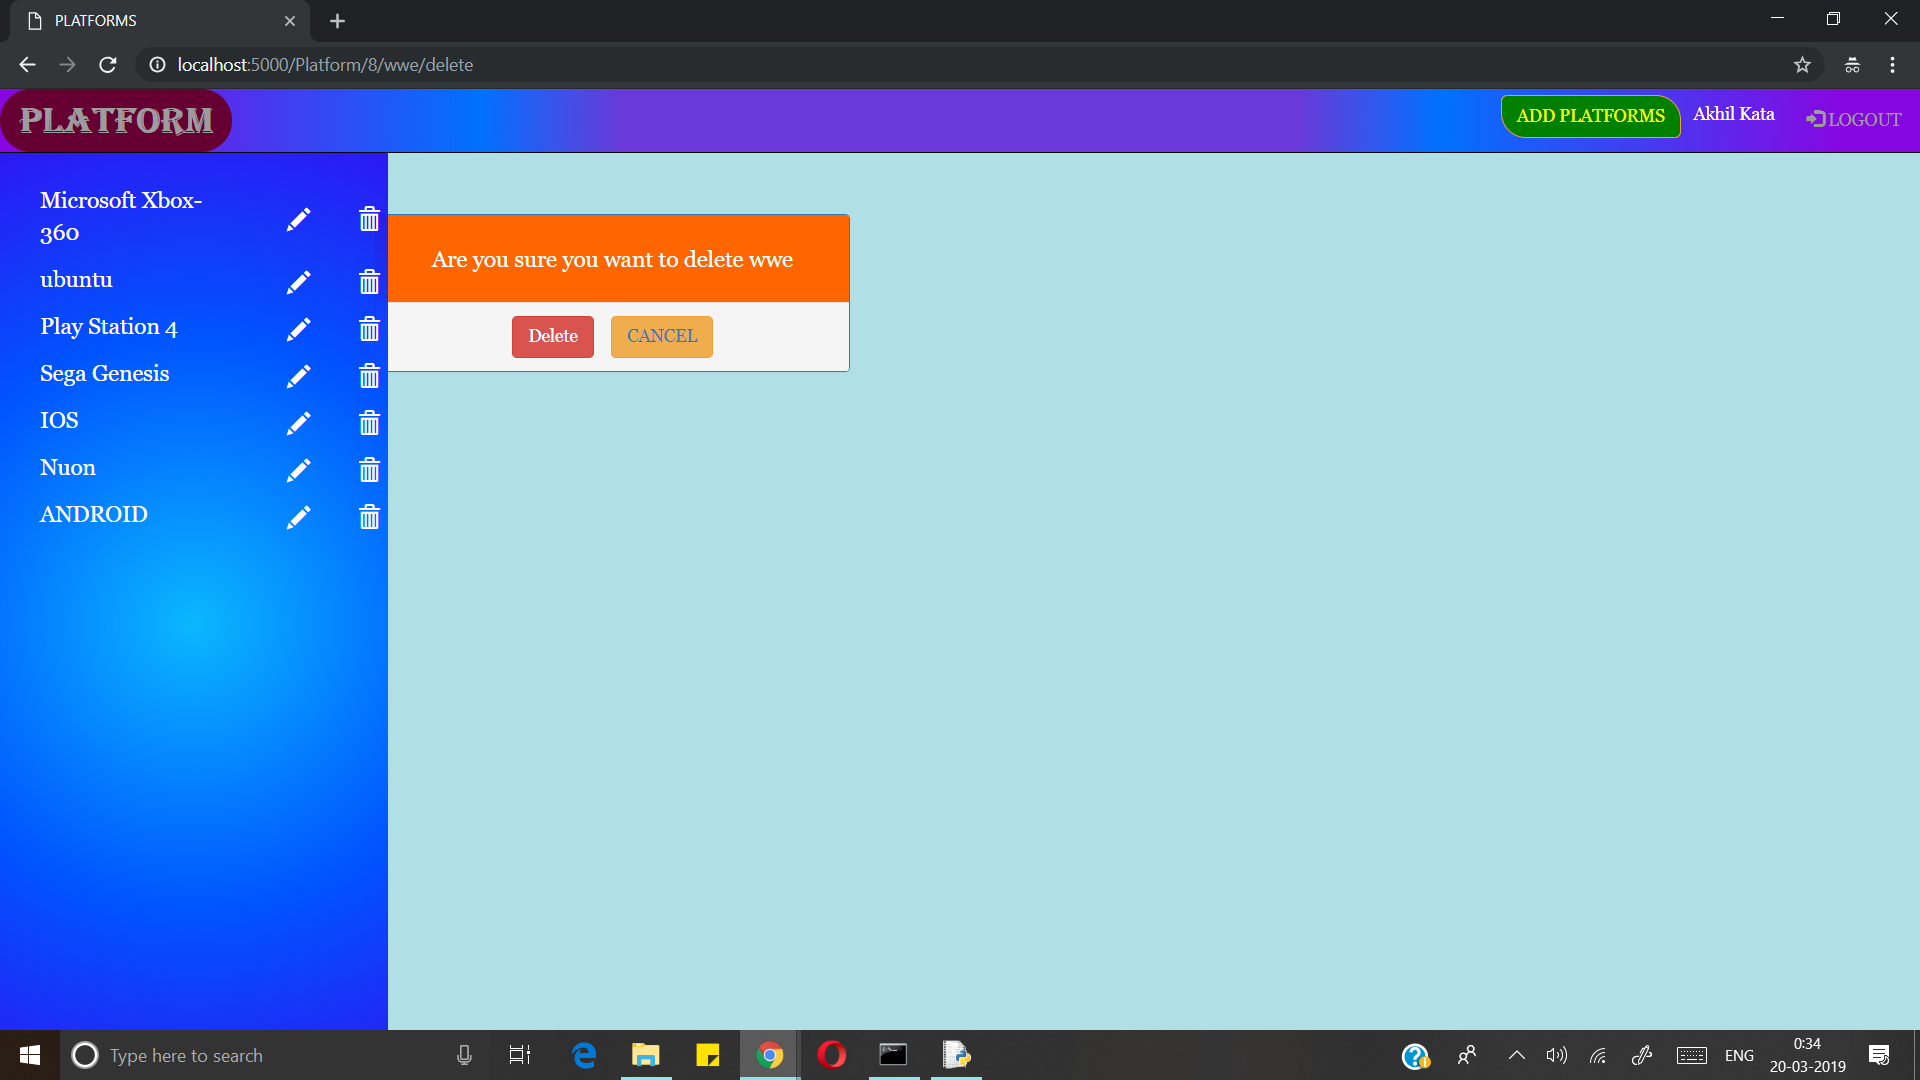 PLATFORMS
localhost:5000/Platform/8/wwe/delete
PLATFORM
ADD PLATFORMS
Akhil Kata
LOGOUT
Microsoft Xbox-
360
ubuntu
Play Station 4
Sega Genesis
IOS
Nuon
ANDROID
Are you sure you want to delete wwe
Delete
CANCEL
Type here to search
ENG
0:34
20-03-2019